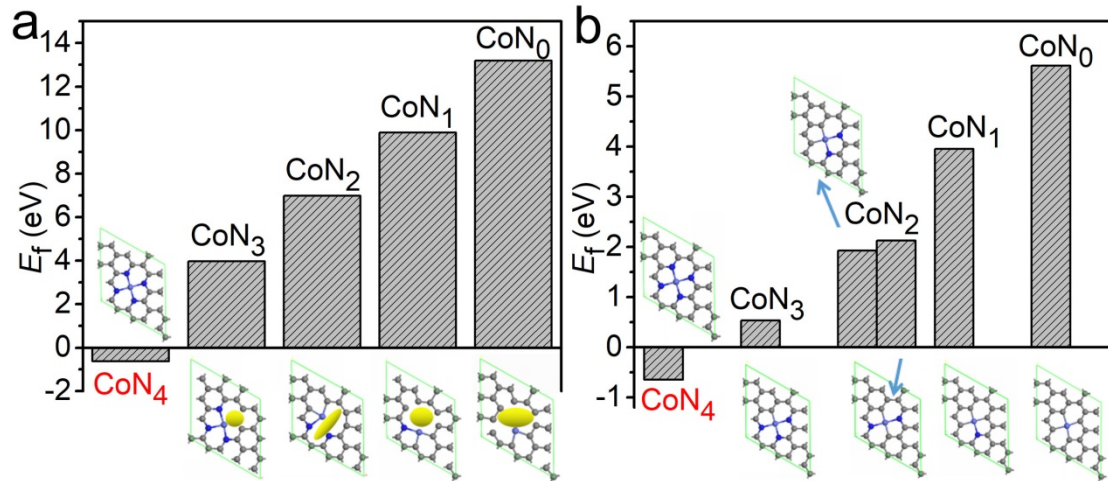 a
E_f (eV)
14
12
10
8
6
4
2
0
-2
CoN₄
CoN₃
CoN₂
CoN₁
CoN₀
b
E_f (eV)
6
5
4
3
2
1
0
-1
CoN₄
CoN₃
CoN₂
CoN₁
CoN₀